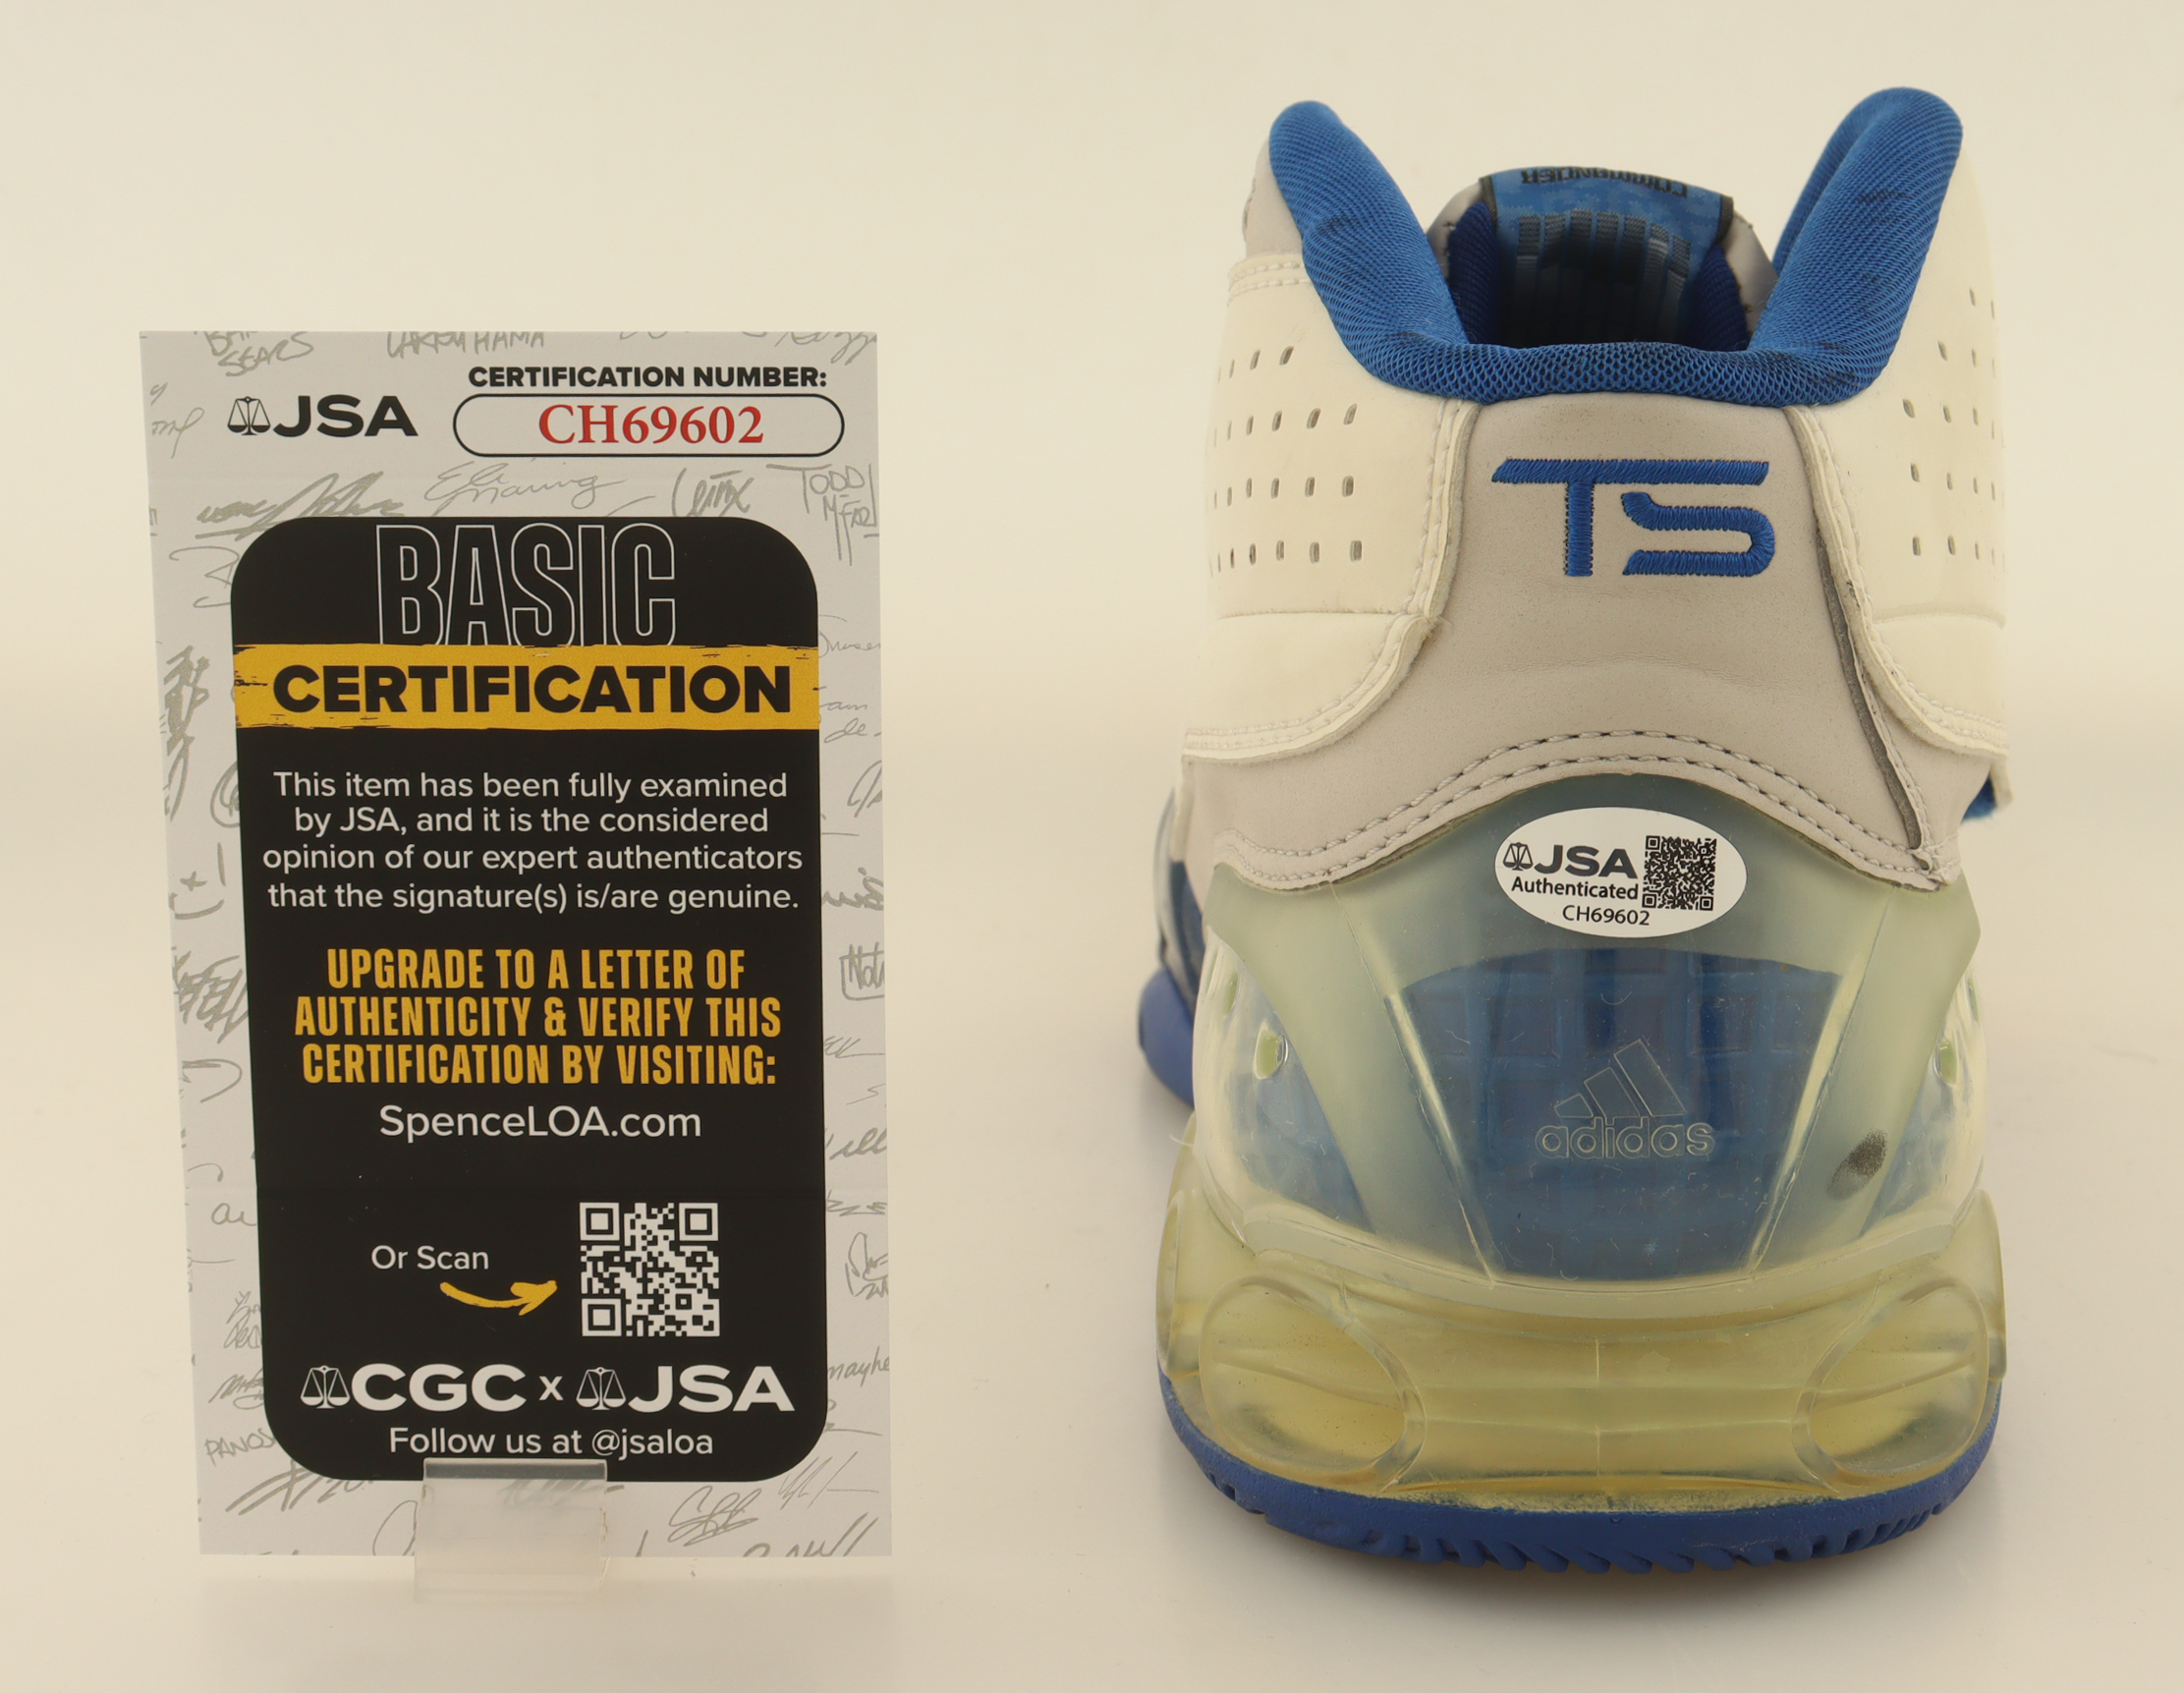 JSA
CERTIFICATION NUMBER:
CH69602
BASIC
CERTIFICATION
This item has been fully examined
by JSA, and it is the considered
opinion of our expert authenticators
that the signature(s) is/are genuine.
UPGRADE TO A LETTER OF
AUTHENTICITY & VERIFY THIS
CERTIFICATION BY VISITING:
SpenceLOA.com
Or Scan
CGC x JSA
Follow us at @jsaloa
COMMANDER
TS
JSA
Authenticated
CH69602
adidas